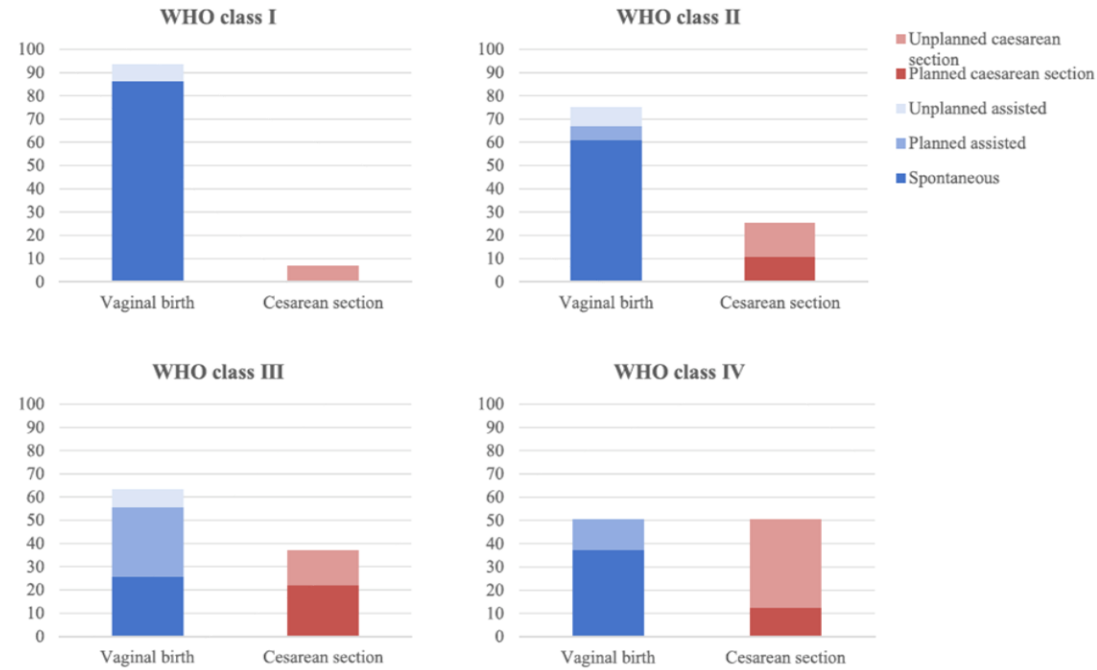 WHO class I
100
90
80
70
60
50
40
30
20
10
0
Vaginal birth
Cesarean section
WHO class II
100
90
80
70
60
50
40
30
20
10
0
Vaginal birth
Cesarean section
Unplanned caesarean
section
Planned caesarean section
Unplanned assisted
Planned assisted
Spontaneous
WHO class III
100
90
80
70
60
50
40
30
20
10
0
Vaginal birth
Cesarean section
WHO class IV
100
90
80
70
60
50
40
30
20
10
0
Vaginal birth
Cesarean section